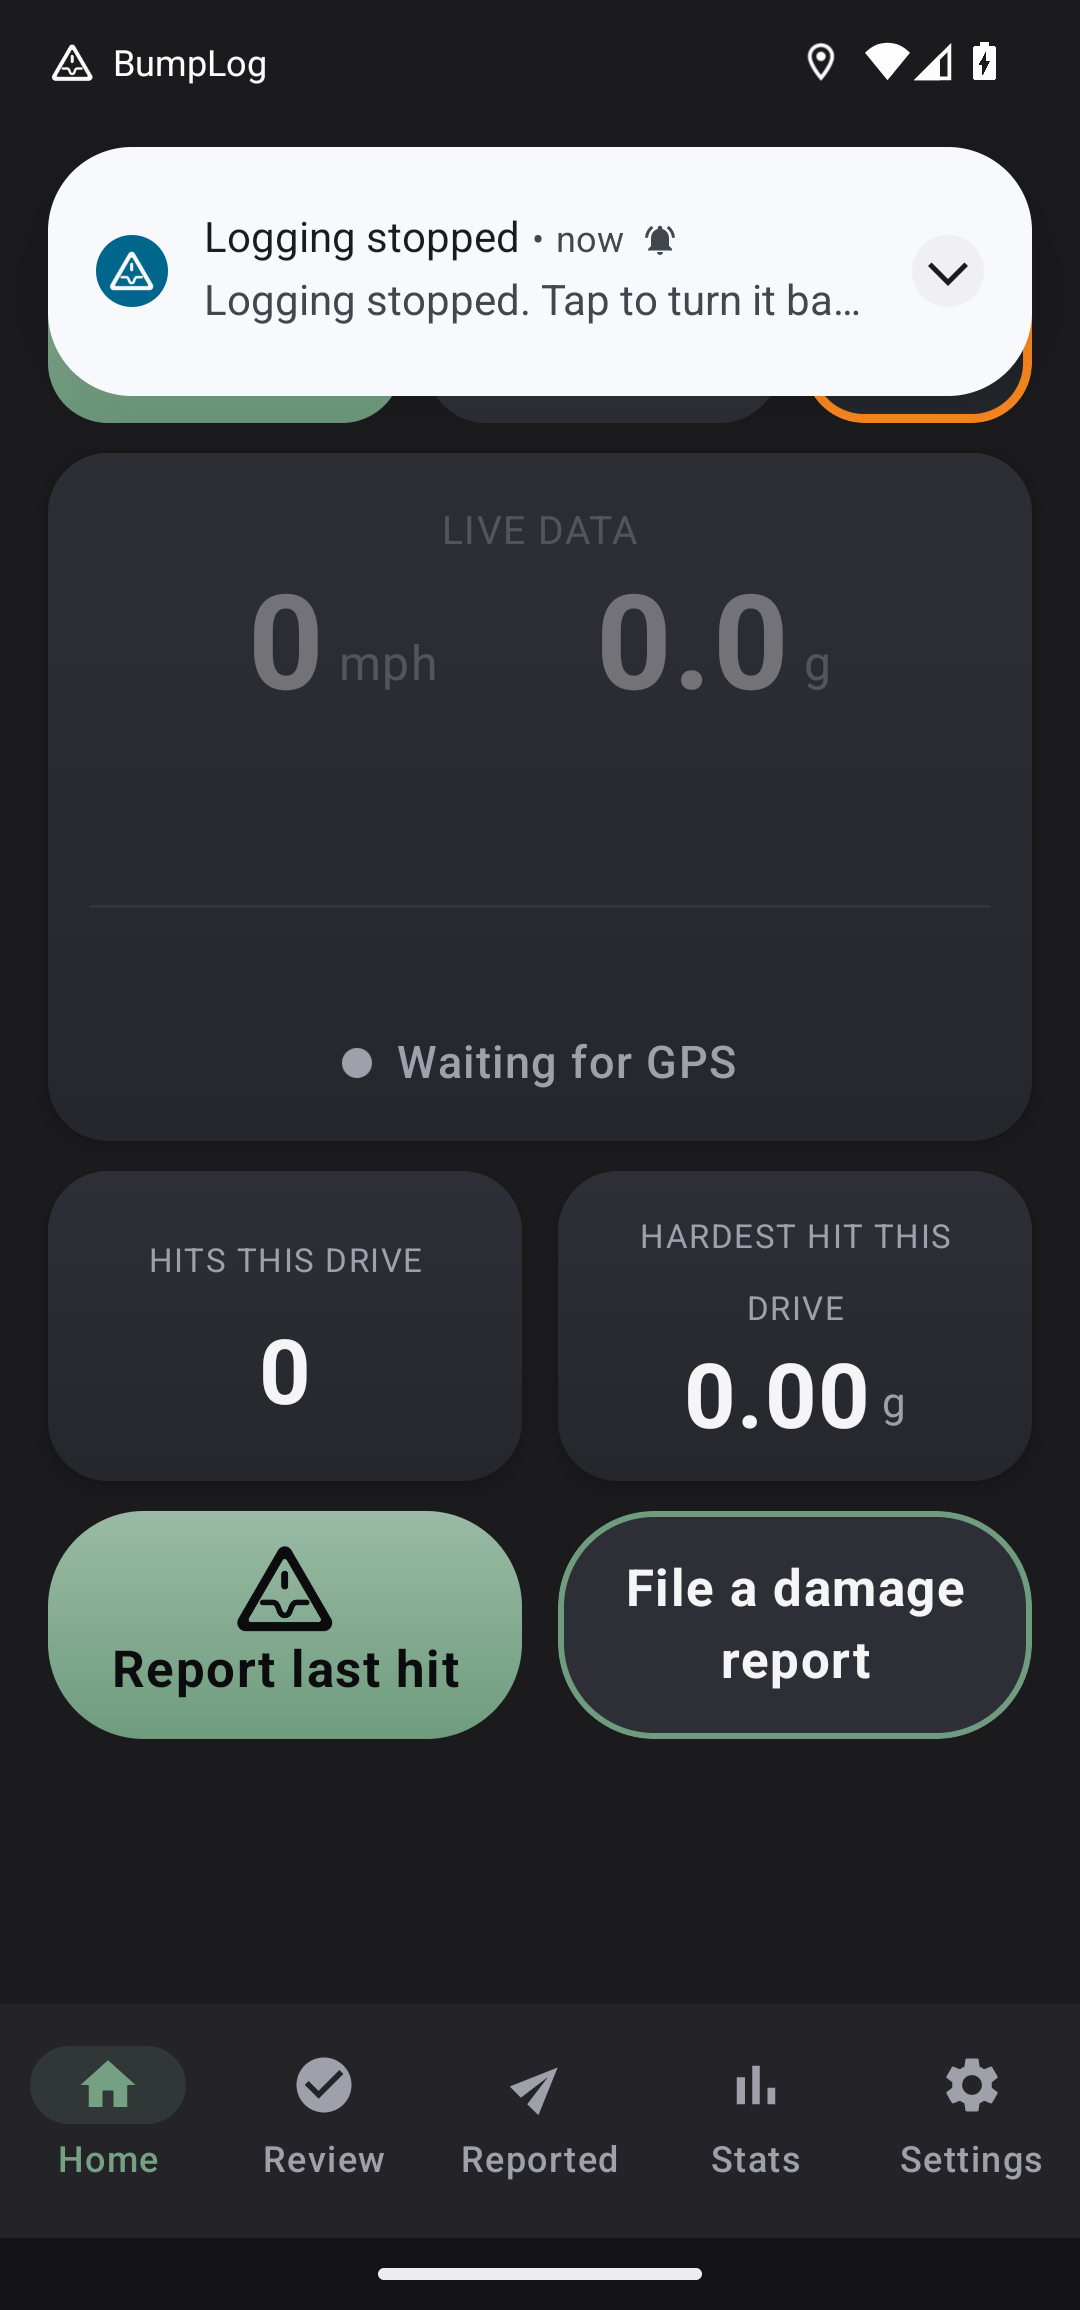 BumpLog
Logging stopped • now
Logging stopped. Tap to turn it ba…
LIVE DATA
0 mph 0.0 g
Waiting for GPS
HITS THIS DRIVE
0
HARDEST HIT THIS
DRIVE
0.00 g
Report last hit
File a damage
report
Home Review Reported Stats Settings